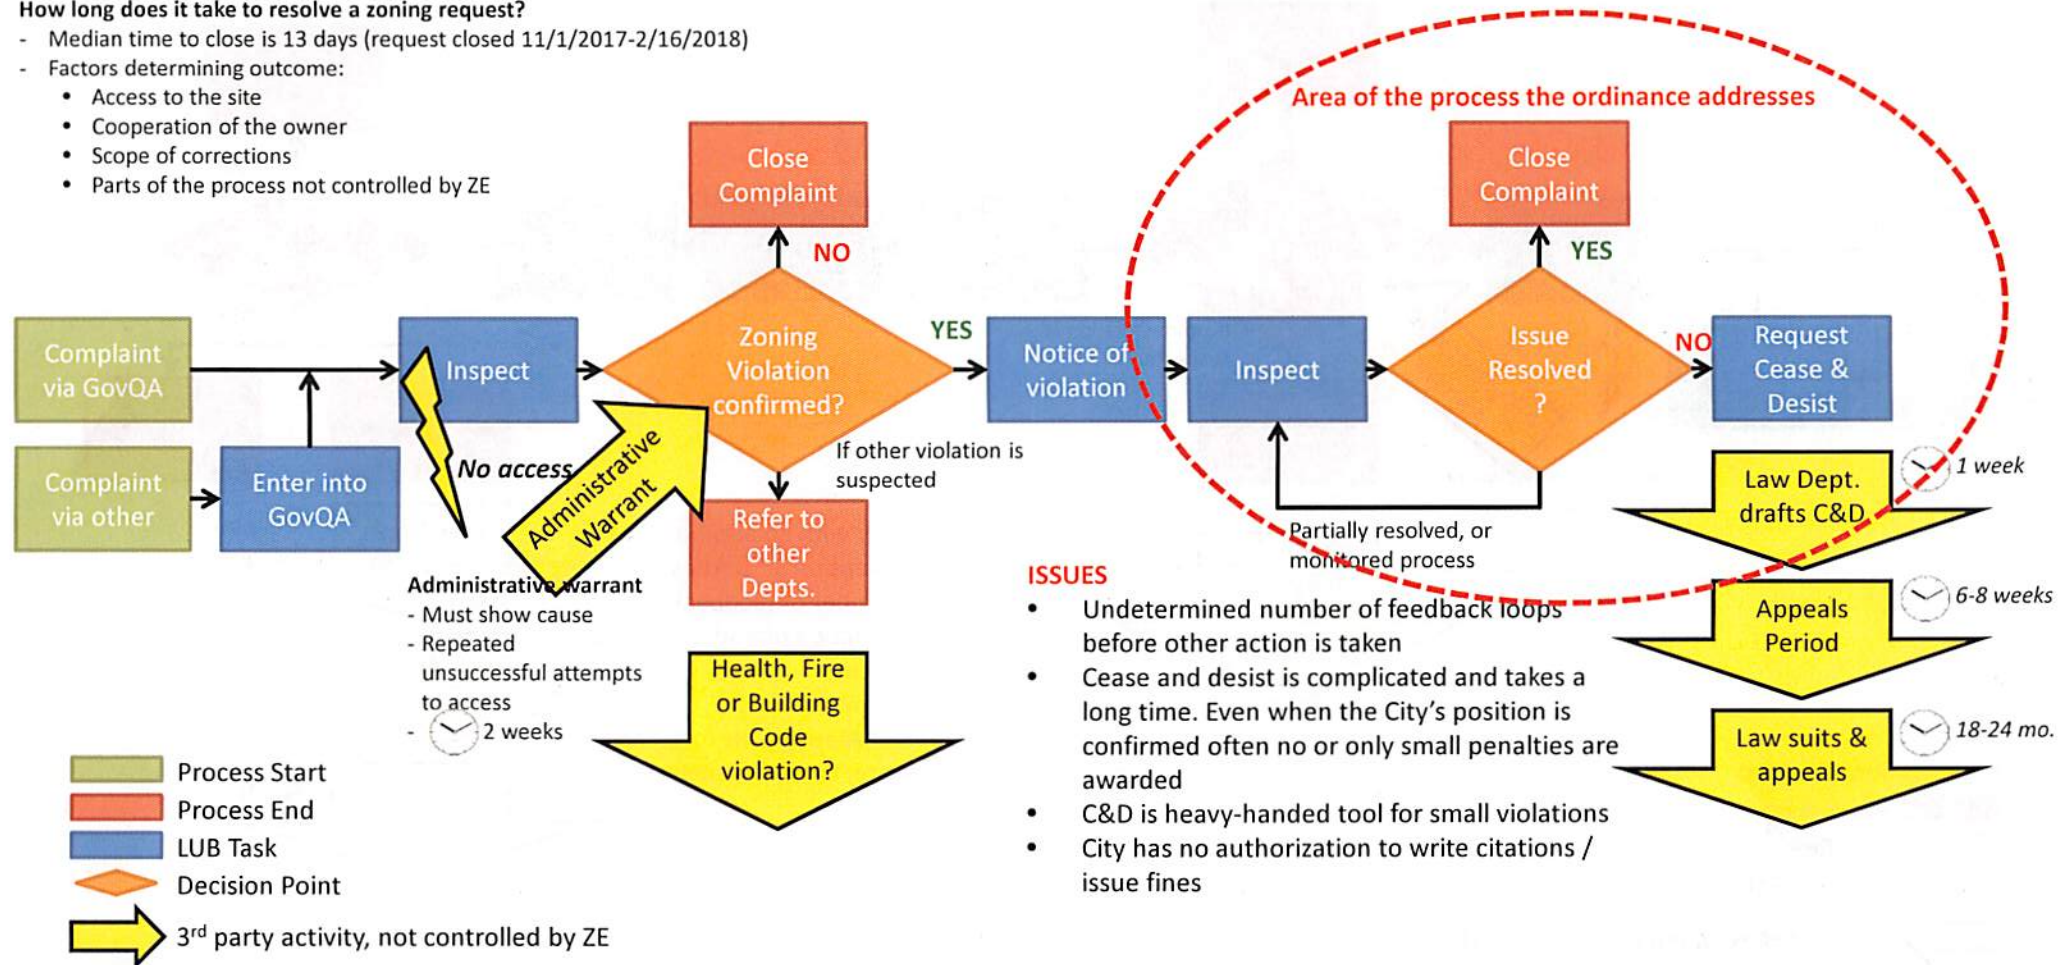 How long does it take to resolve a zoning request?
- Median time to close is 13 days (request closed 11/1/2017-2/16/2018)
- Factors determining outcome:
• Access to the site
• Cooperation of the owner
• Scope of corrections
• Parts of the process not controlled by ZE
Area of the process the ordinance addresses
Close
Complaint
NO
Close
Complaint
YES
Complaint
via GovQA
Inspect
Zoning
Violation
confirmed?
YES
Notice of
violation
Inspect
Issue
Resolved
?
NO
Request
Cease &
Desist
Complaint
via other
Enter into
GovQA
No access
Administrative
Warrant
If other violation is
suspected
Refer to
other
Depts.
Partially resolved, or
monitored process
Law Dept.
drafts C&D
1 week
Appeals
Period
6-8 weeks
Law suits &
appeals
18-24 mo.
Administrative warrant
- Must show cause
- Repeated
unsuccessful attempts
to access
- 2 weeks
Health, Fire
or Building
Code
violation?
ISSUES
• Undetermined number of feedback loops
before other action is taken
• Cease and desist is complicated and takes a
long time. Even when the City's position is
confirmed often no or only small penalties are
awarded
• C&D is heavy-handed tool for small violations
• City has no authorization to write citations /
issue fines
Process Start
Process End
LUB Task
Decision Point
3rd party activity, not controlled by ZE